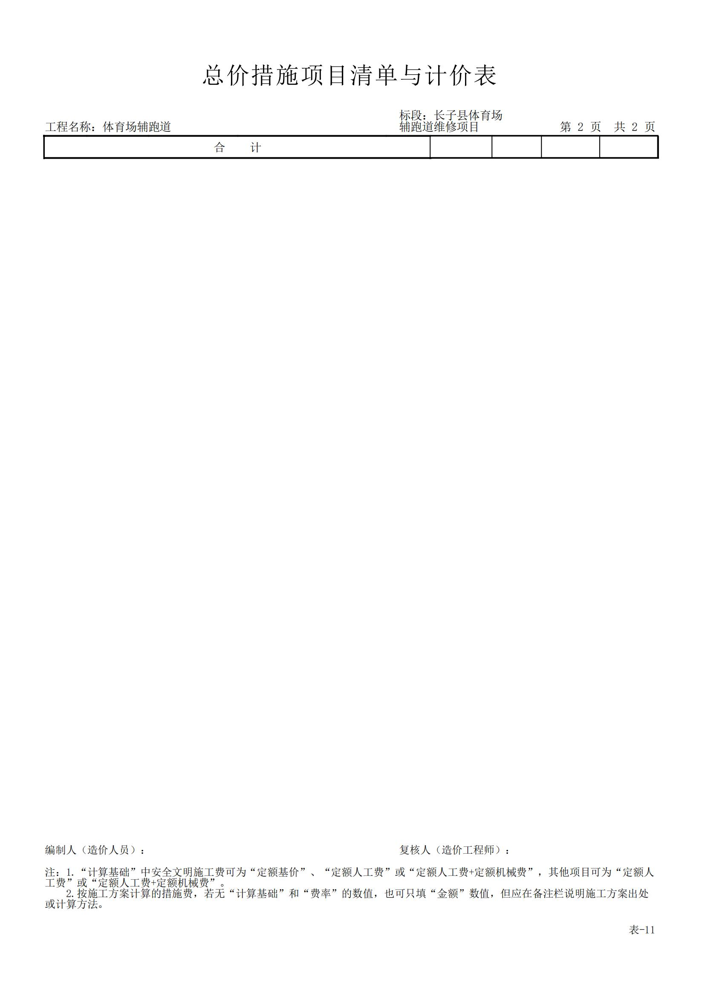 总价措施项目清单与计价表
标段：长子县体育场
工程名称：体育场辅跑道 辅跑道维修项目 第 2 页 共 2 页
合 计
编制人（造价人员）： 复核人（造价工程师）：
注：1.“计算基础”中安全文明施工费可为“定额基价”、“定额人工费”或“定额人工费+定额机械费”，其他项目可为“定额人
工费”或“定额人工费+定额机械费”。
2.按施工方案计算的措施费，若无“计算基础”和“费率”的数值，也可只填“金额”数值，但应在备注栏说明施工方案出处
或计算方法。
表-11